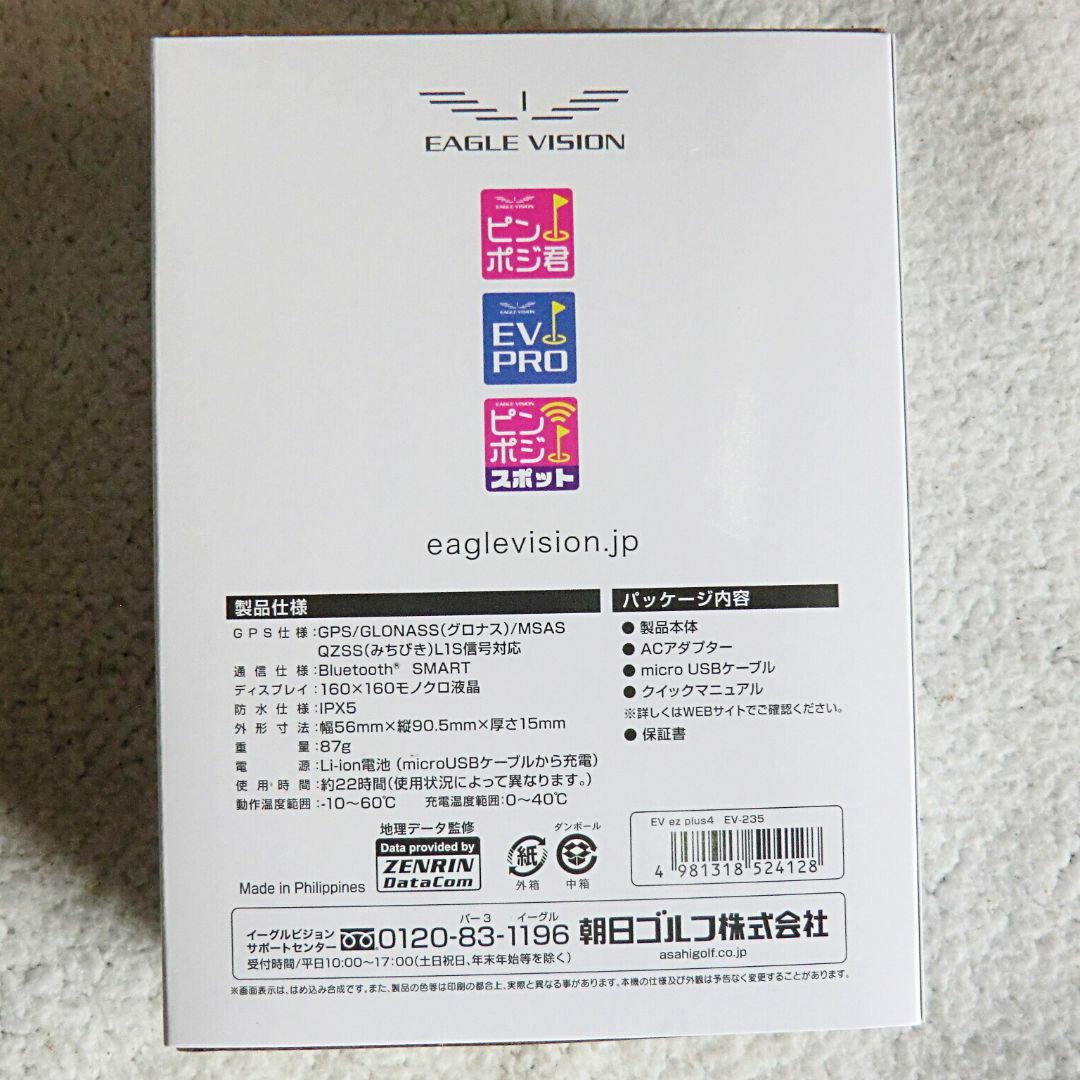 EAGLE VISION
EAGLE VISION
ピン
ポジ君
EAGLE VISION
EV
PRO
EAGLE VISION
ピン
ポジ
スポット
eaglevision.jp
製品仕様
GPS仕様:GPS/GLONASS(グロナス)/MSAS
QZSS(みちびき)L1S信号対応
通信仕様:Bluetooth® SMART
ディスプレイ:160×160モノクロ液晶
防水仕様:IPX5
外形寸法:幅56mm×縦90.5mm×厚さ15mm
重量:87g
電源:Li-ion電池(microUSBケーブルから充電)
使用時間:約22時間(使用状況によって異なります。)
動作温度範囲:-10~60℃ 充電温度範囲:0~40℃
パッケージ内容
● 製品本体
● ACアダプター
● micro USBケーブル
● クイックマニュアル
※詳しくはWEBサイトでご確認ください。
● 保証書
地理データ監修
Data provided by
ZENRIN
DataCom
Made in Philippines
紙
外箱
ダンボール
中箱
EV ez plus4 EV-235
4 981318 524128
イーグルビジョン
サポートセンター
バー3 イーグル
0120-83-1196
受付時間/平日10:00~17:00(土日祝日、年末年始等を除く)
朝日ゴルフ株式会社
asahigolf.co.jp
※画面表示は、はめ込み合成です。また、製品の色等は印刷の都合上、実際と異なる事があります。本機の仕様及び外観は予告なく変更することがあります。